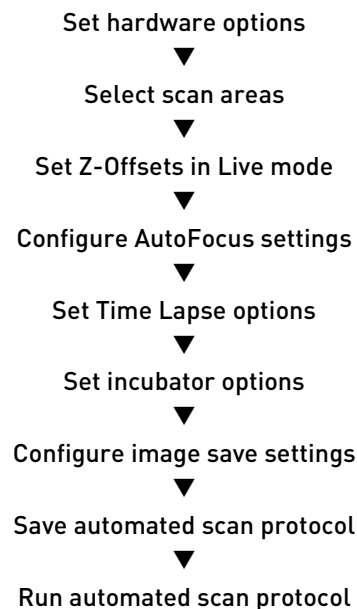 Set hardware options
▼
Select scan areas
▼
Set Z-Offsets in Live mode
▼
Configure AutoFocus settings
▼
Set Time Lapse options
▼
Set incubator options
▼
Configure image save settings
▼
Save automated scan protocol
▼
Run automated scan protocol